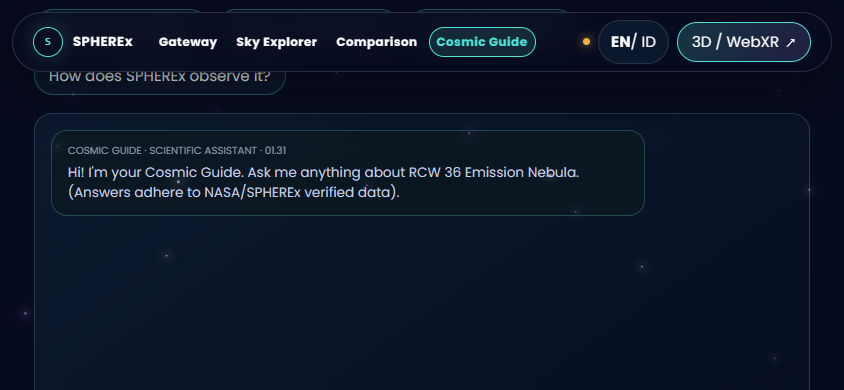 S SPHEREx Gateway Sky Explorer Comparison Cosmic Guide EN/ ID 3D / WebXR ↗
How does SPHEREx observe it?
COSMIC GUIDE · SCIENTIFIC ASSISTANT · 01.31
Hi! I'm your Cosmic Guide. Ask me anything about RCW 36 Emission Nebula.
(Answers adhere to NASA/SPHEREx verified data).